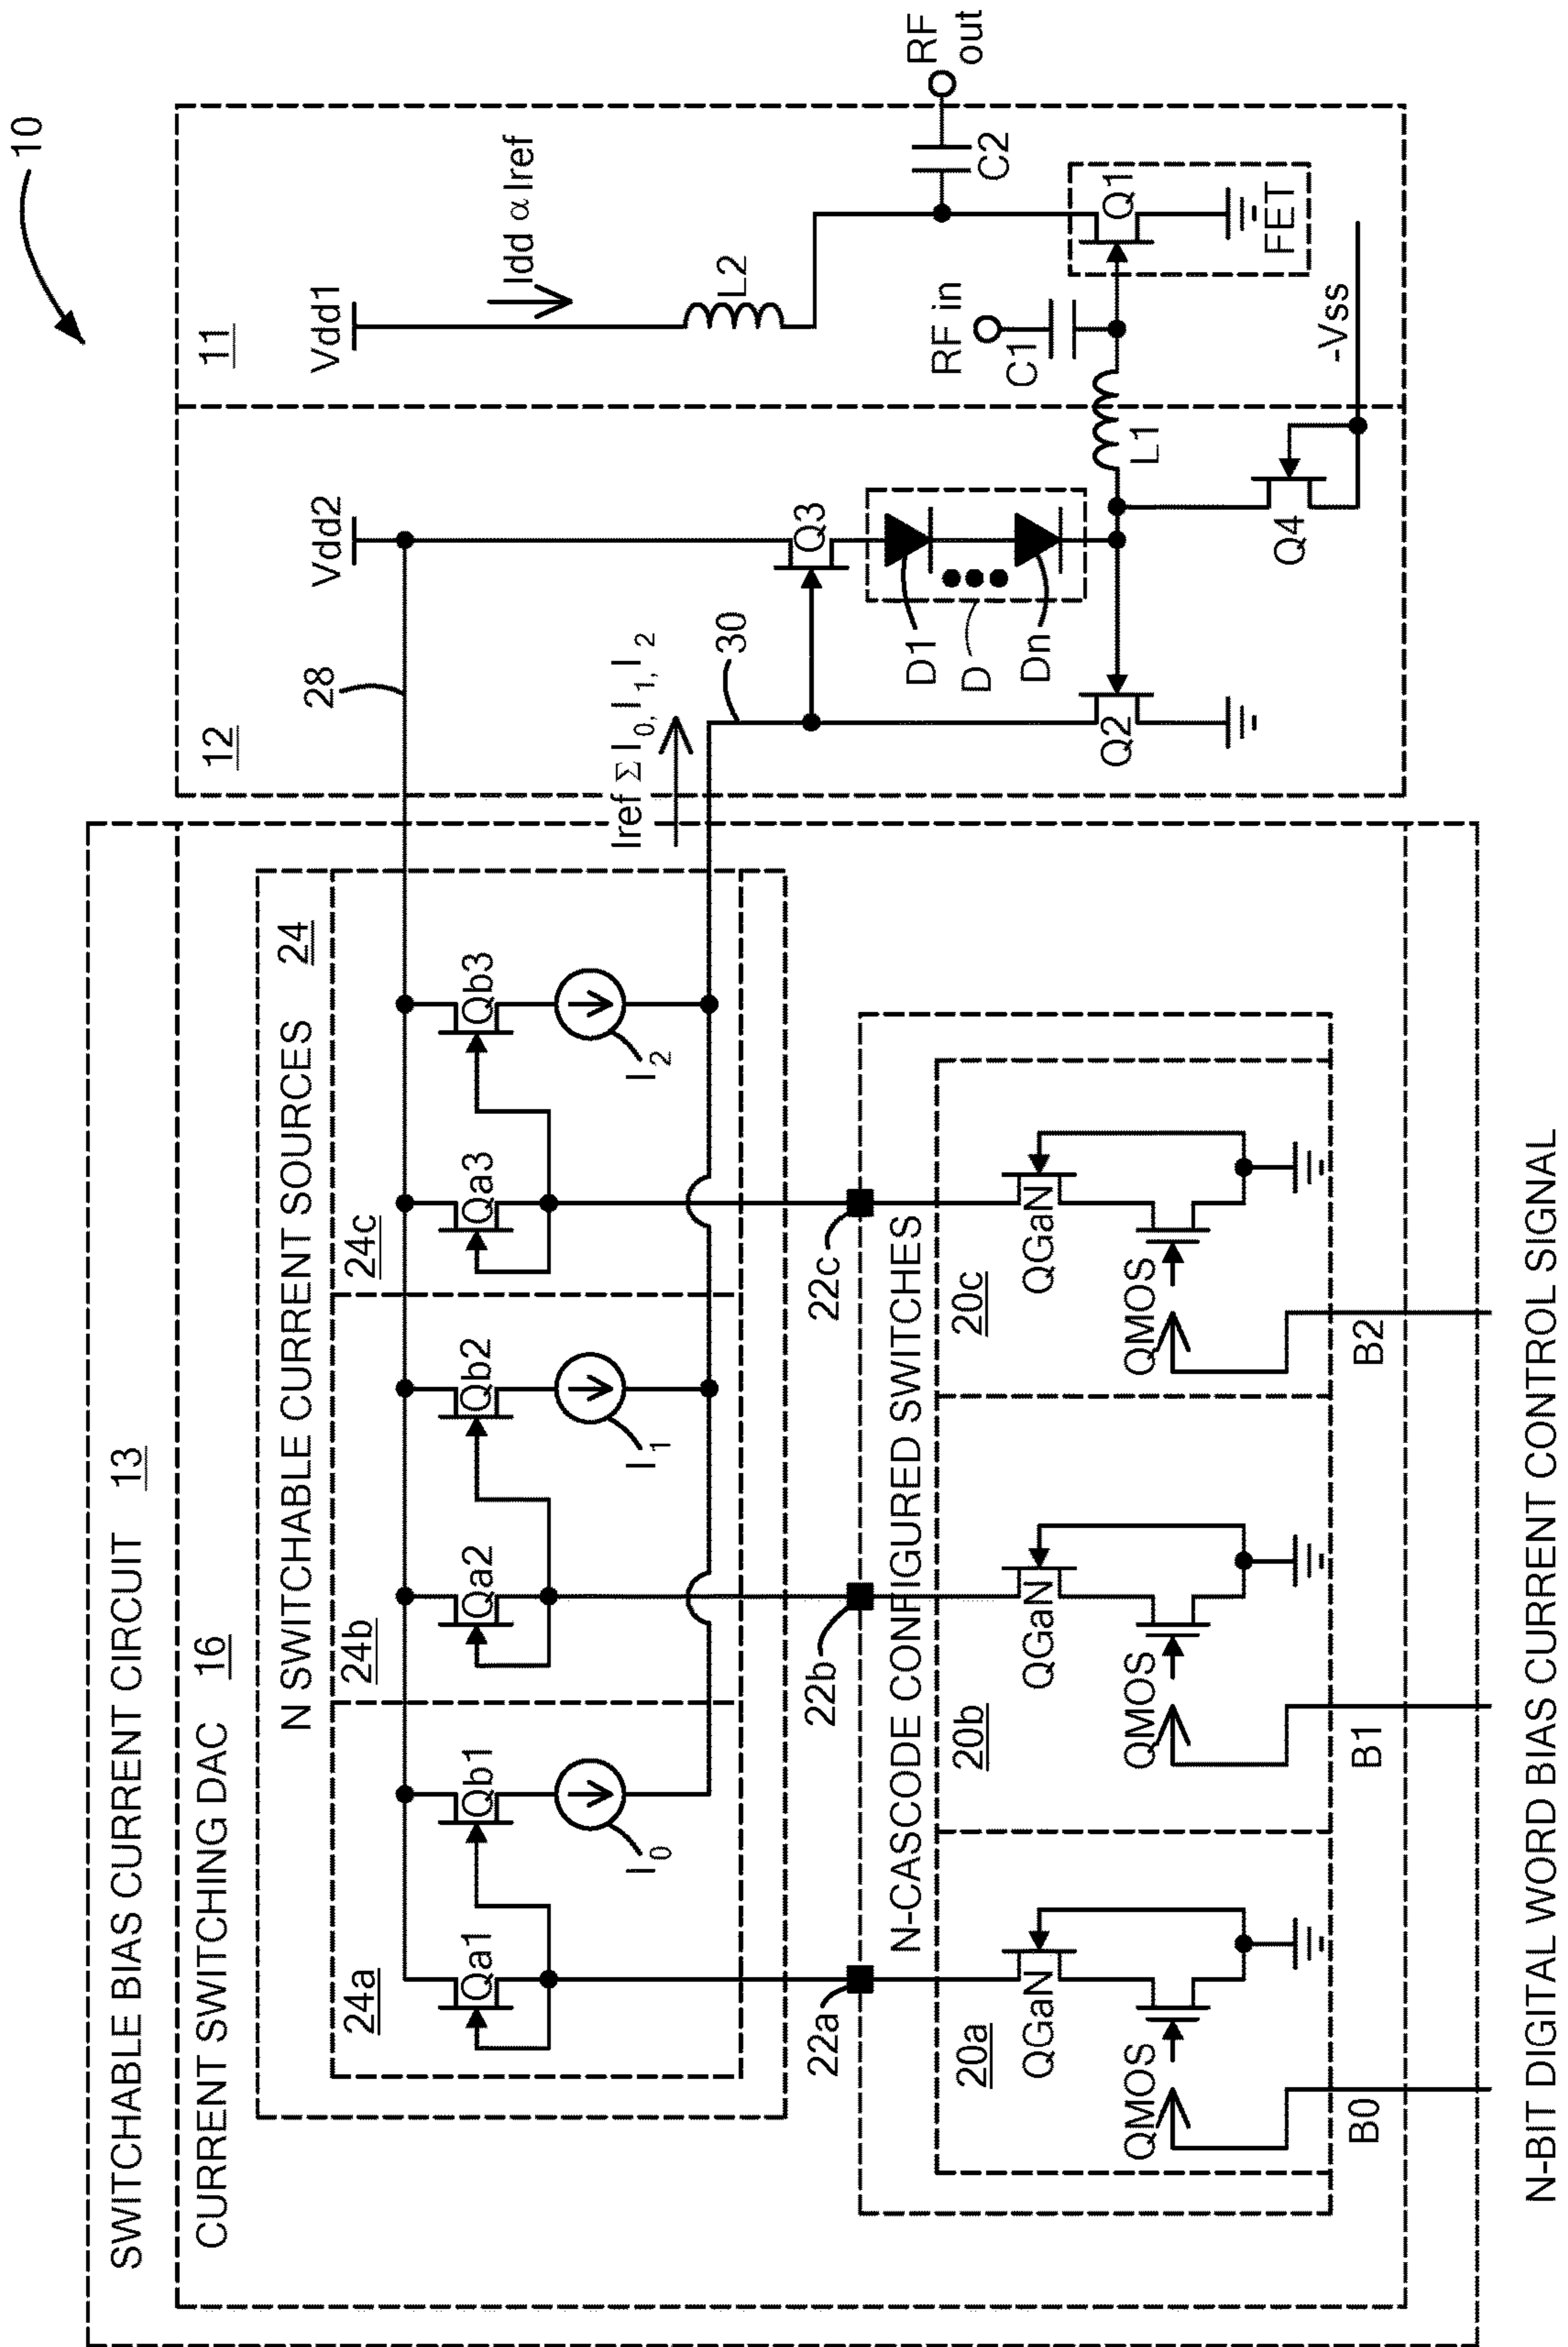 10
SWITCHABLE BIAS CURRENT CIRCUIT 13
CURRENT SWITCHING DAC 16
N SWITCHABLE CURRENT SOURCES 24
24a
Qa1
Qb1
I0
24b
Qa2
Qb2
I1
24c
Qa3
Qb3
I2
28
Iref Σ I0, I1, I2
30
12
Vdd2
Q3
D1
D
Dn
Q2
Q4
L1
-Vss
11
Vdd1
Idd α Iref
L2
RF in
C1
C2
RF
out
Q1
FET
22a
22b
22c
N-CASCODE CONFIGURED SWITCHES
20a
QGaN
QMOS
20b
QGaN
QMOS
20c
QGaN
QMOS
B0
B1
B2
N-BIT DIGITAL WORD BIAS CURRENT CONTROL SIGNAL